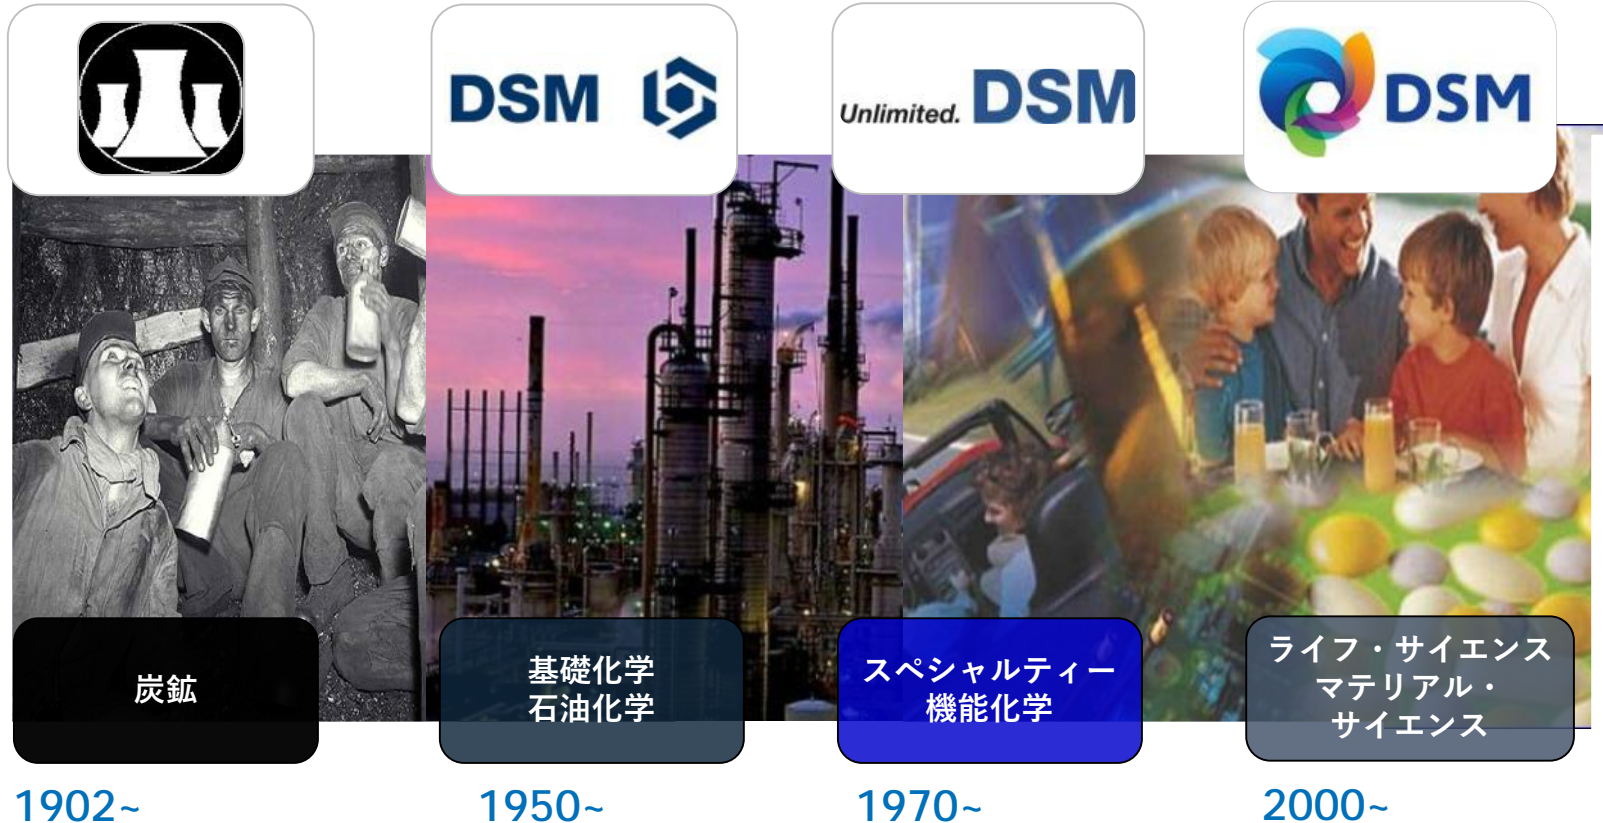 DSM
Unlimited. DSM
DSM
炭鉱
基礎化学
石油化学
スペシャルティー
機能化学
ライフ・サイエンス
マテリアル・
サイエンス
1902~
1950~
1970~
2000~